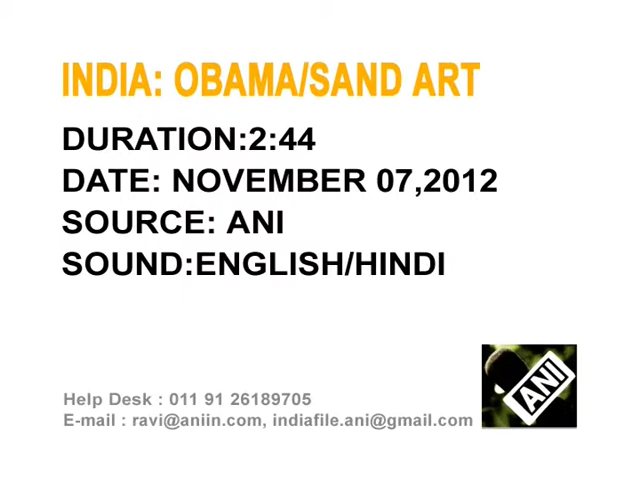 INDIA: OBAMA/SAND ART
DURATION:2:44
DATE: NOVEMBER 07,2012
SOURCE: ANI
SOUND:ENGLISH/HINDI
Help Desk : 011 91 26189705
E-mail : ravi@aniin.com, indiafile.ani@gmail.com
ANI